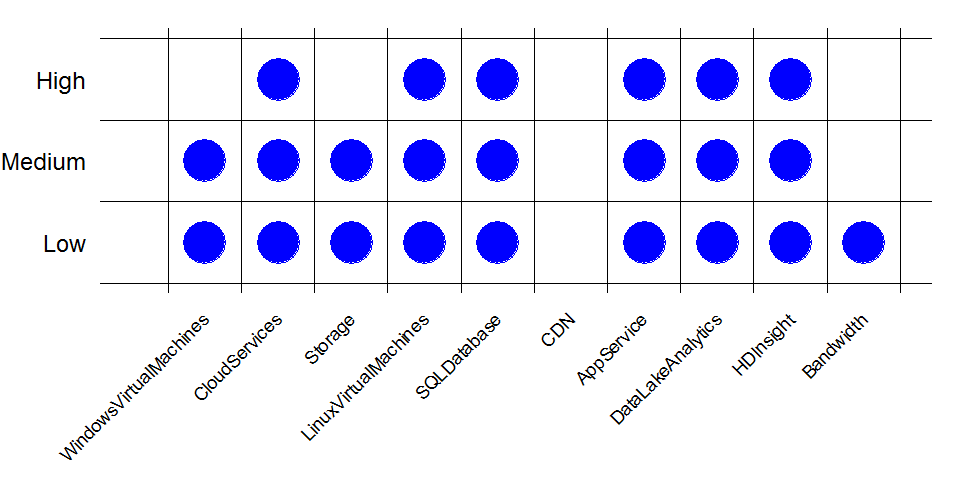 High
Medium
Low
WindowsVirtualMachines
CloudServices
Storage
LinuxVirtualMachines
SQLDatabase
CDN
AppService
DataLakeAnalytics
HDInsight
Bandwidth